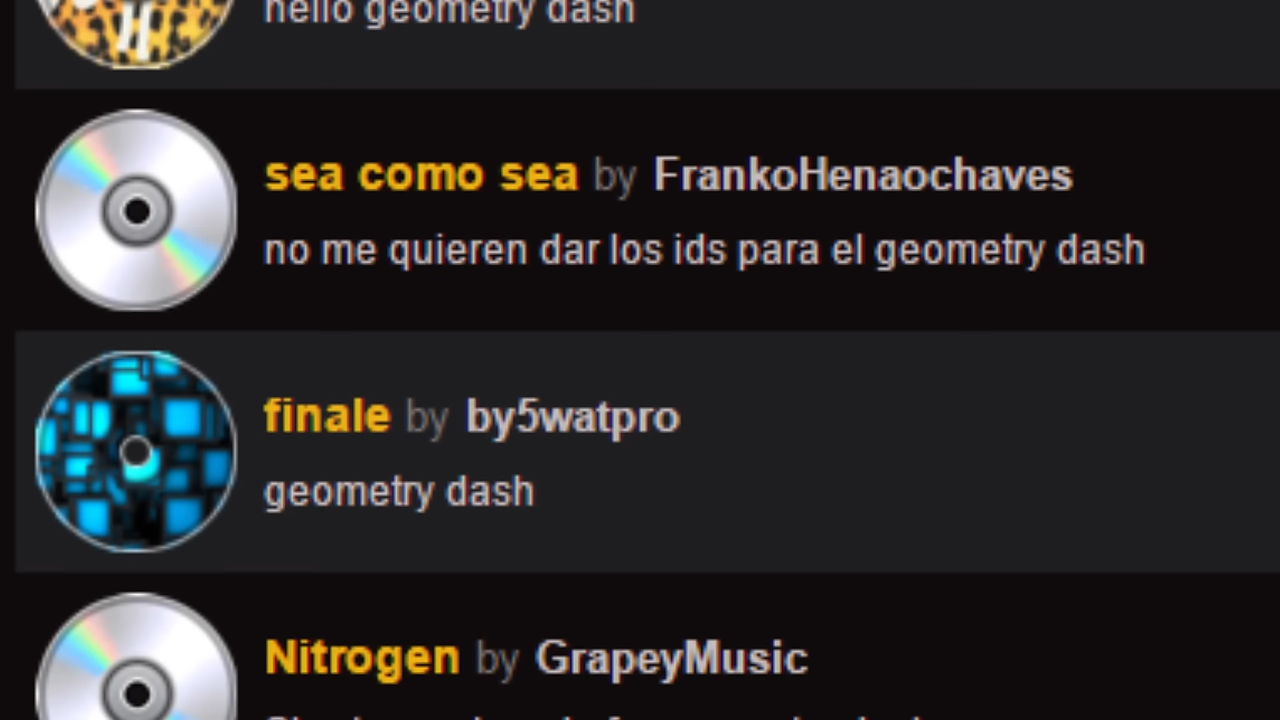 hello geometry dash
sea como sea by FrankoHenaochaves
no me quieren dar los ids para el geometry dash
finale by by5watpro
geometry dash
Nitrogen by GrapeyMusic